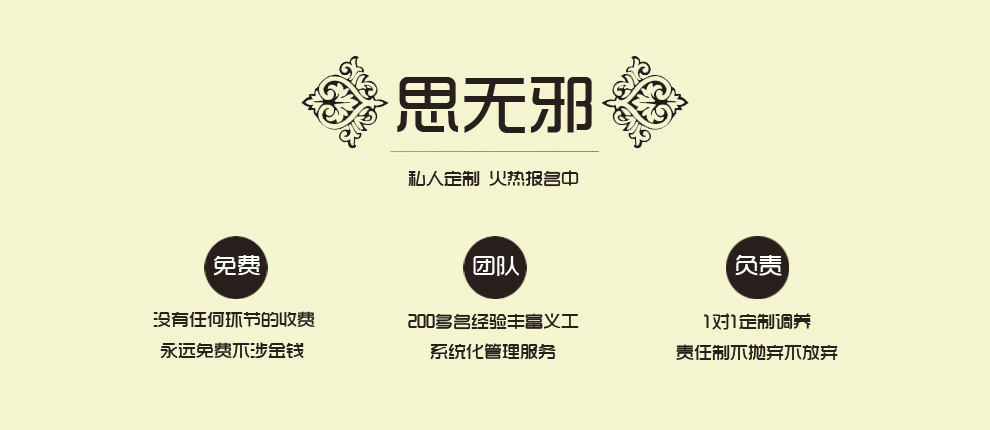 思无邪
私人定制 火热报名中
免费
没有任何环节的收费
永远免费不涉金钱
团队
200多名经验丰富义工
系统化管理服务
负责
1对1定制调养
责任制不抛弃不放弃